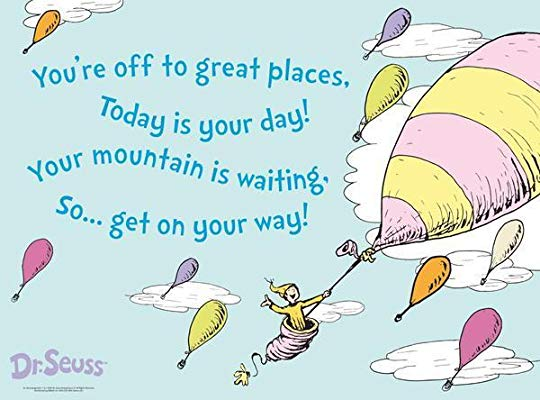 You're off to great places,
Today is your day!
Your mountain is waiting,
So... get on your way!
Dr. Seuss